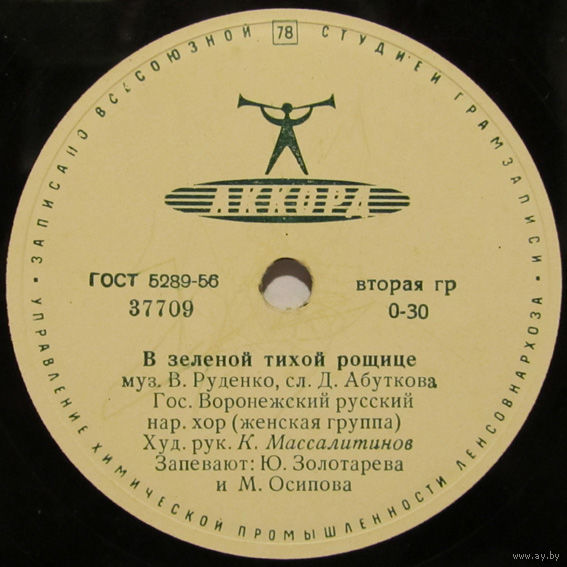 ЗАПИСАНО ВСЕСОЮЗНОЙ 78 СТУДИЕЙ ГРАМЗАПИСИ
АККОРД
ГОСТ 5289-56
вторая гр
37709
0-30
В зеленой тихой рощице
муз. В. Руденко, сл. Д. Абуткова
Гос. Воронежский русский
нар. хор (женская группа)
Худ. рук. К. Массалитинов
Запевают: Ю. Золотарева
и М. Осипова
УПРАВЛЕНИЕ ХИМИЧЕСКОЙ ПРОМЫШЛЕННОСТИ ЛЕНСОВНАРХОЗА
www.ay.by